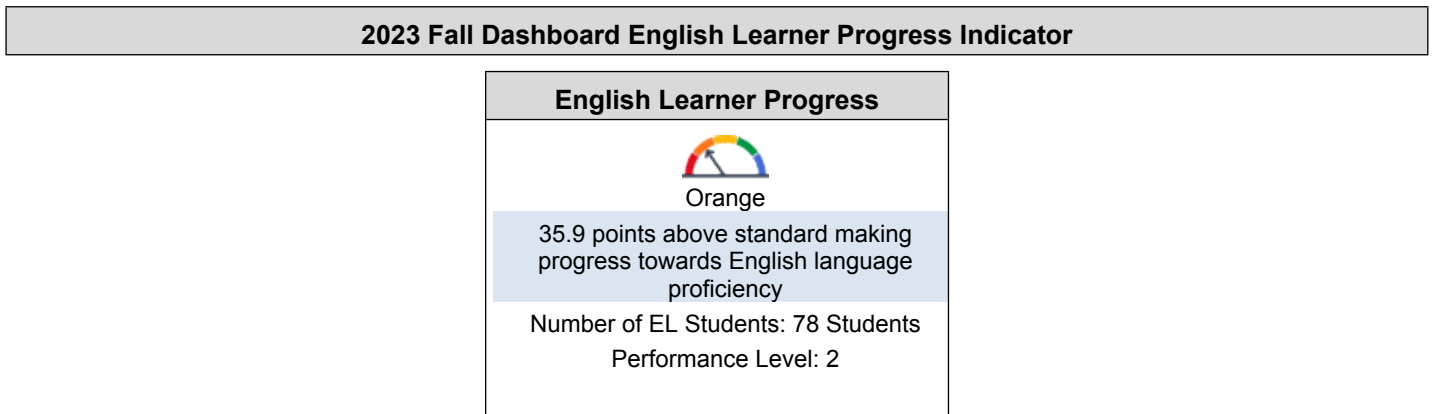 2023 Fall Dashboard English Learner Progress Indicator
English Learner Progress
Orange
35.9 points above standard making
progress towards English language
proficiency
Number of EL Students: 78 Students
Performance Level: 2